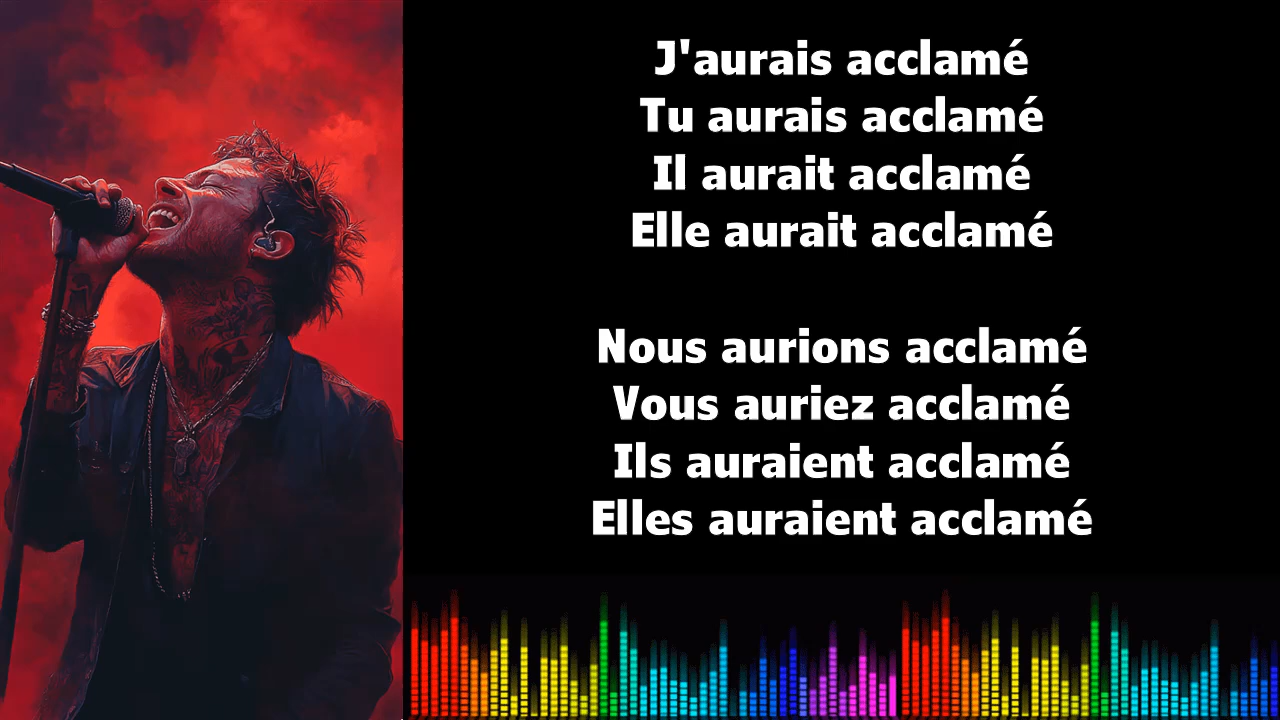 J'aurais acclamé
Tu aurais acclamé
Il aurait acclamé
Elle aurait acclamé
Nous aurions acclamé
Vous auriez acclamé
Ils auraient acclamé
Elles auraient acclamé